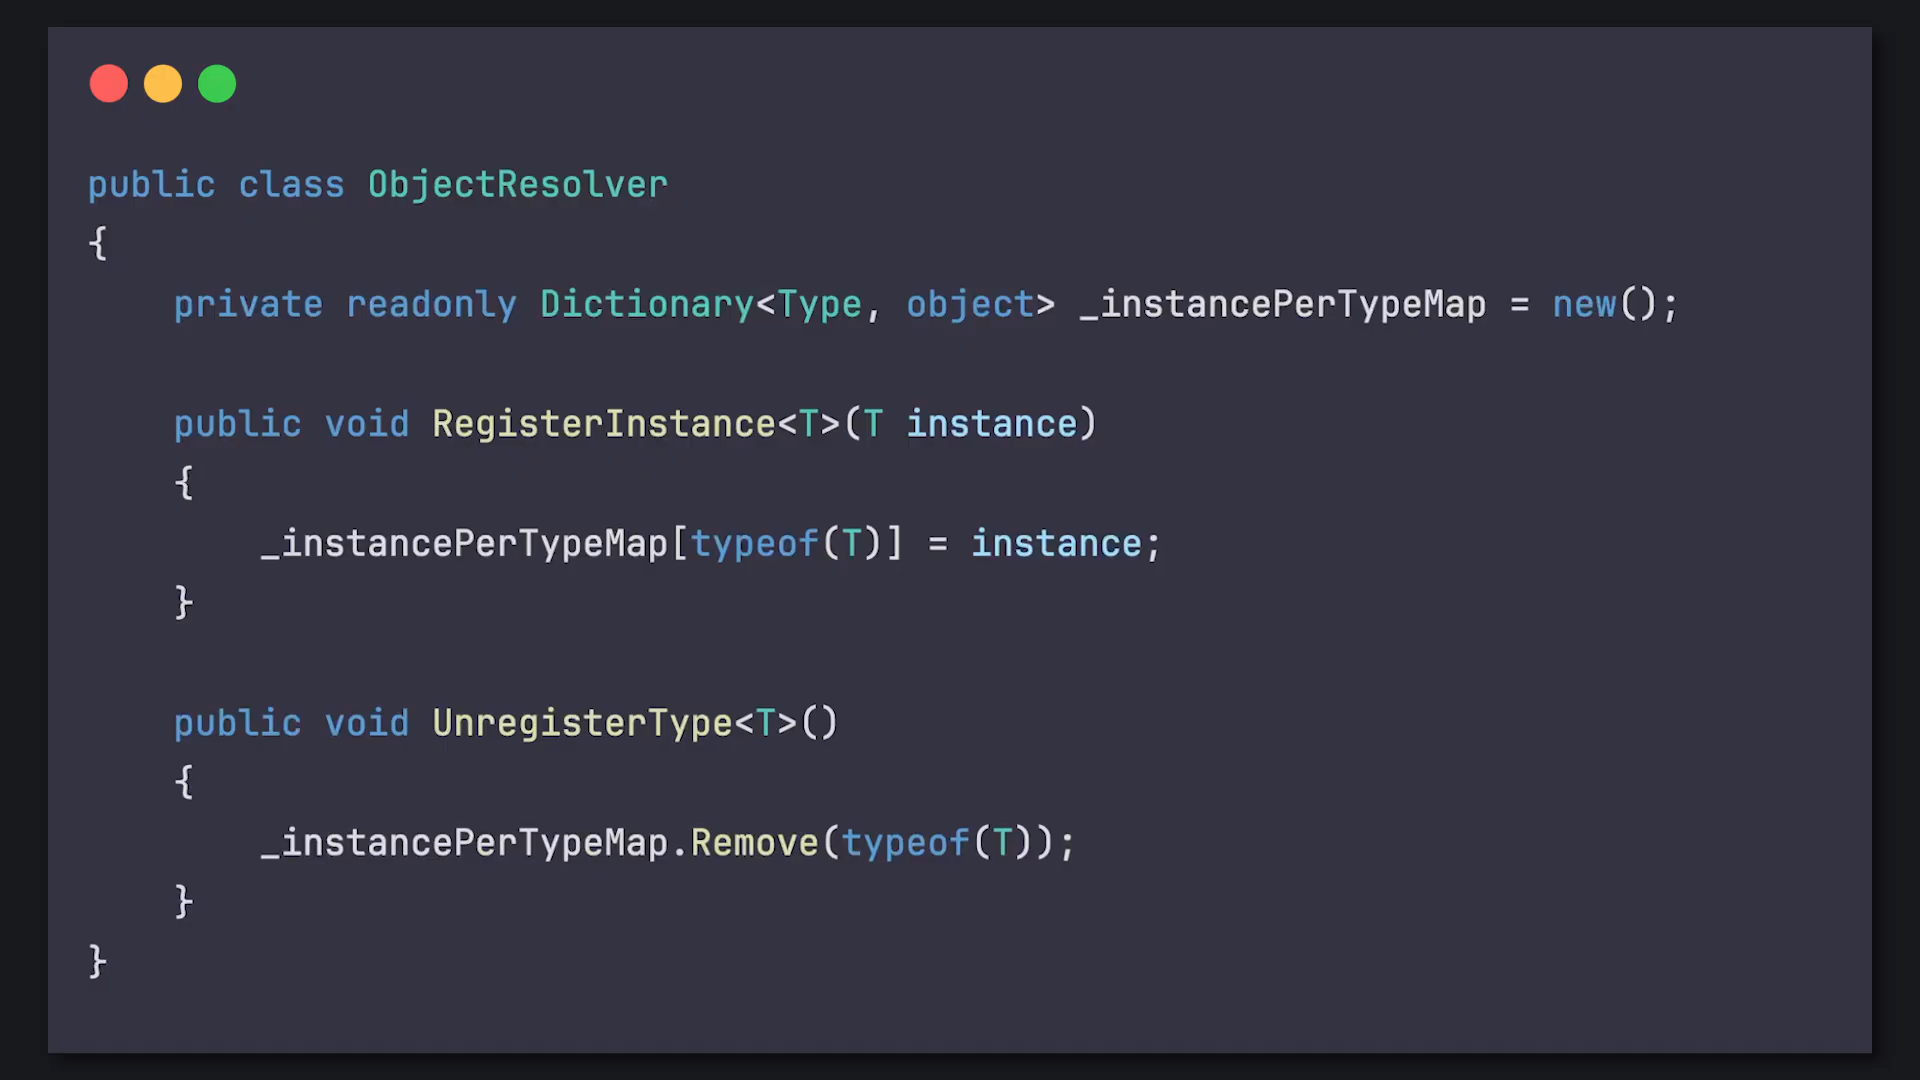 public class ObjectResolver
{
    private readonly Dictionary<Type, object> _instancePerTypeMap = new();

    public void RegisterInstance<T>(T instance)
    {
        _instancePerTypeMap[typeof(T)] = instance;
    }

    public void UnregisterType<T>()
    {
        _instancePerTypeMap.Remove(typeof(T));
    }
}